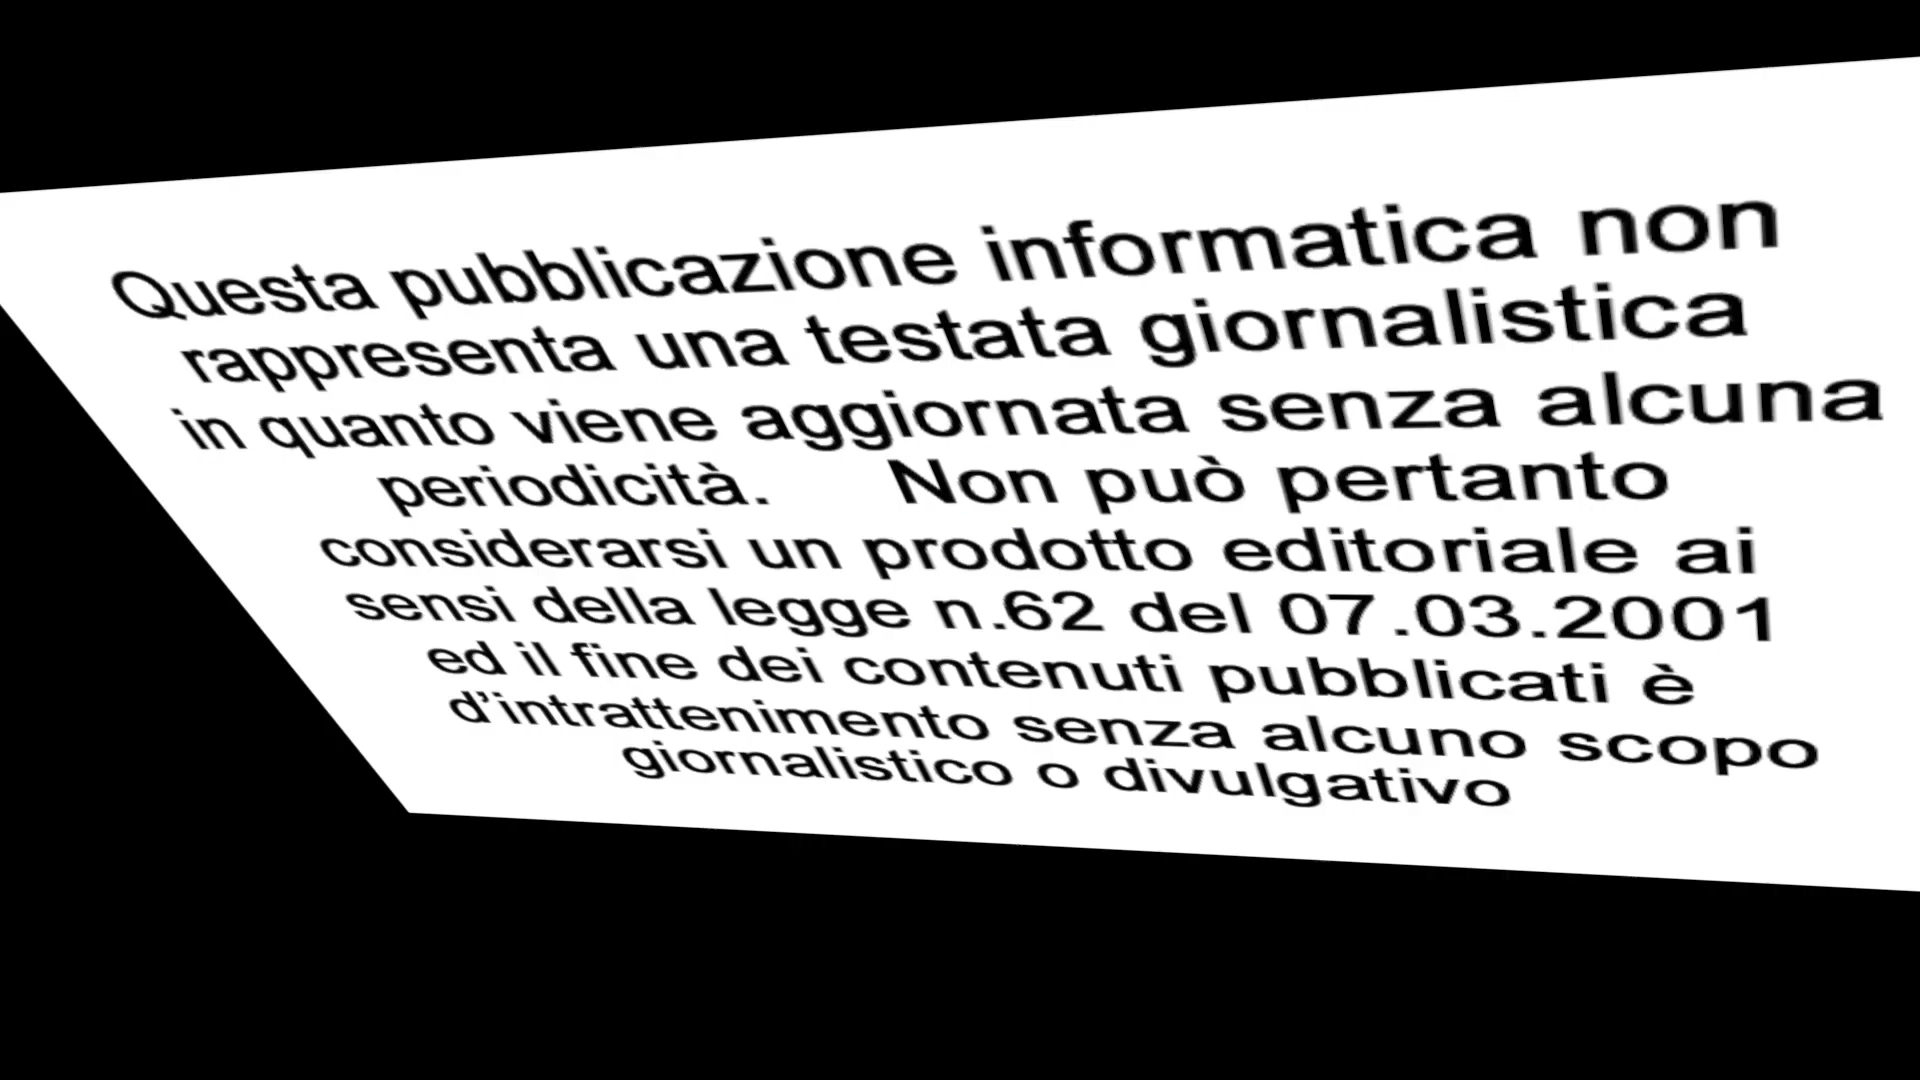 Questa pubblicazione informatica non
rappresenta una testata giornalistica
in quanto viene aggiornata senza alcuna
periodicità. Non può pertanto
considerarsi un prodotto editoriale ai
sensi della legge n.62 del 07.03.2001
ed il fine dei contenuti pubblicati è
d’intrattenimento senza alcuno scopo
giornalistico o divulgativo